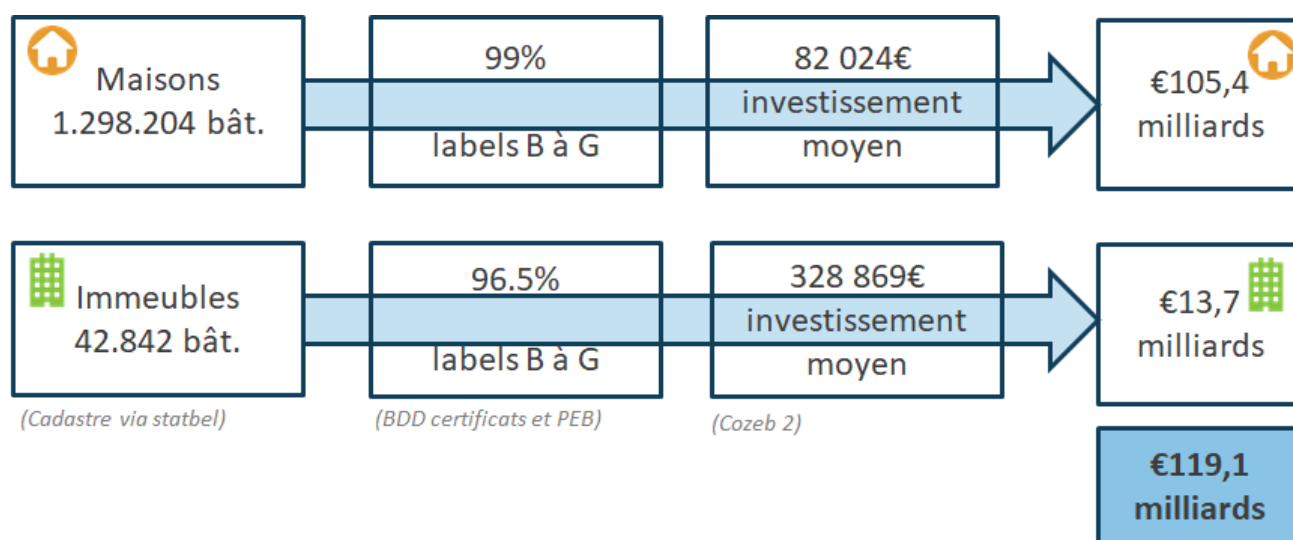 Maisons
1.298.204 bât.
99%
labels B à G
82 024€
investissement
moyen
€105,4
milliards
Immeubles
42.842 bât.
96.5%
labels B à G
328 869€
investissement
moyen
€13,7
milliards
(Cadastre via statbel)
(BDD certificats et PEB)
(Cozeb 2)
€119,1
milliards